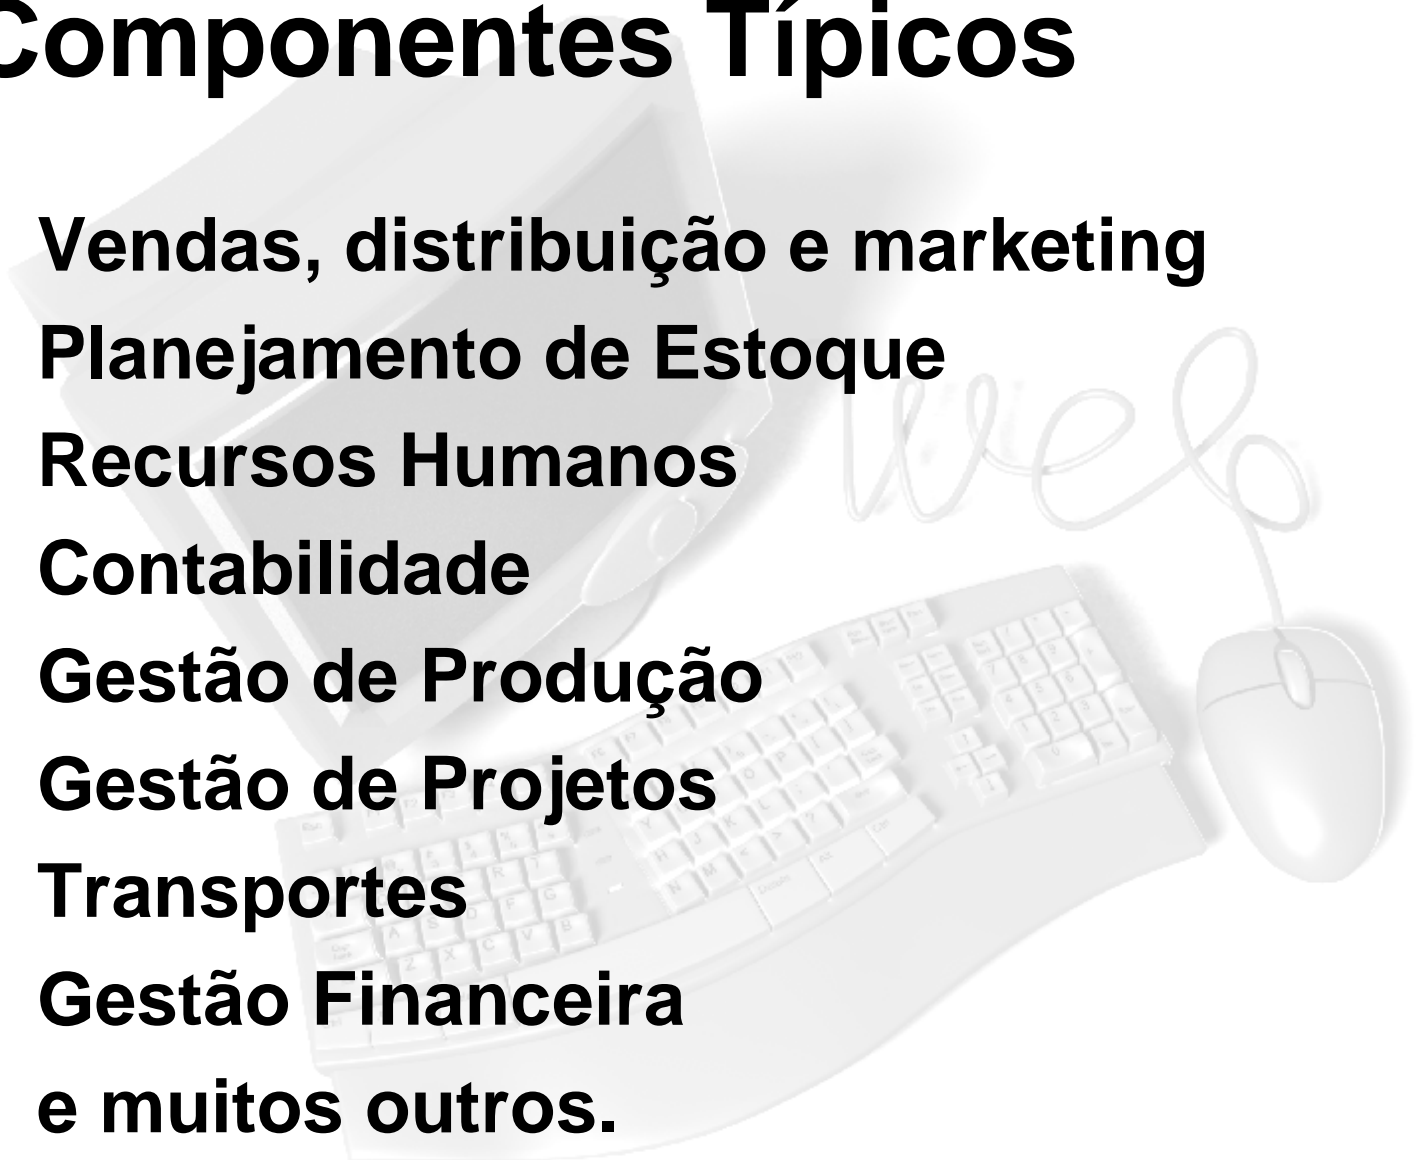 Componentes Típicos
Vendas, distribuição e marketing
Planejamento de Estoque
web
Recursos Humanos
Contabilidade
Gestão de Produção
Gestão de Projetos
Transportes
Gestão Financeira
e muitos outros.